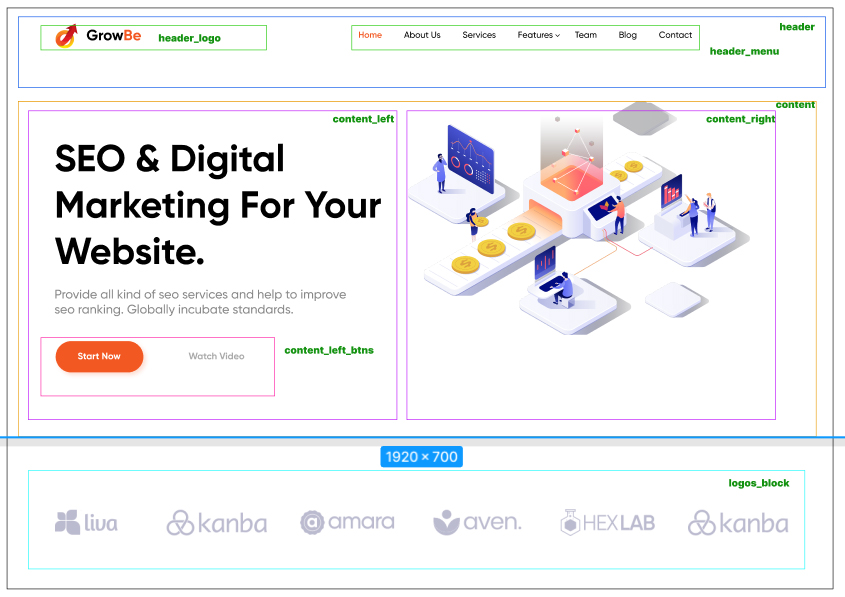 header
GrowBe
header_logo
Home
About Us
Services
Features
Team
Blog
Contact
header_menu
content
content_left
content_right
SEO & Digital
Marketing For Your
Website.
Provide all kind of seo services and help to improve
seo ranking. Globally incubate standards.
Start Now
Watch Video
content_left_btns
1920 × 700
logos_block
liva
kanba
amara
aven.
HEXLAB
kanba